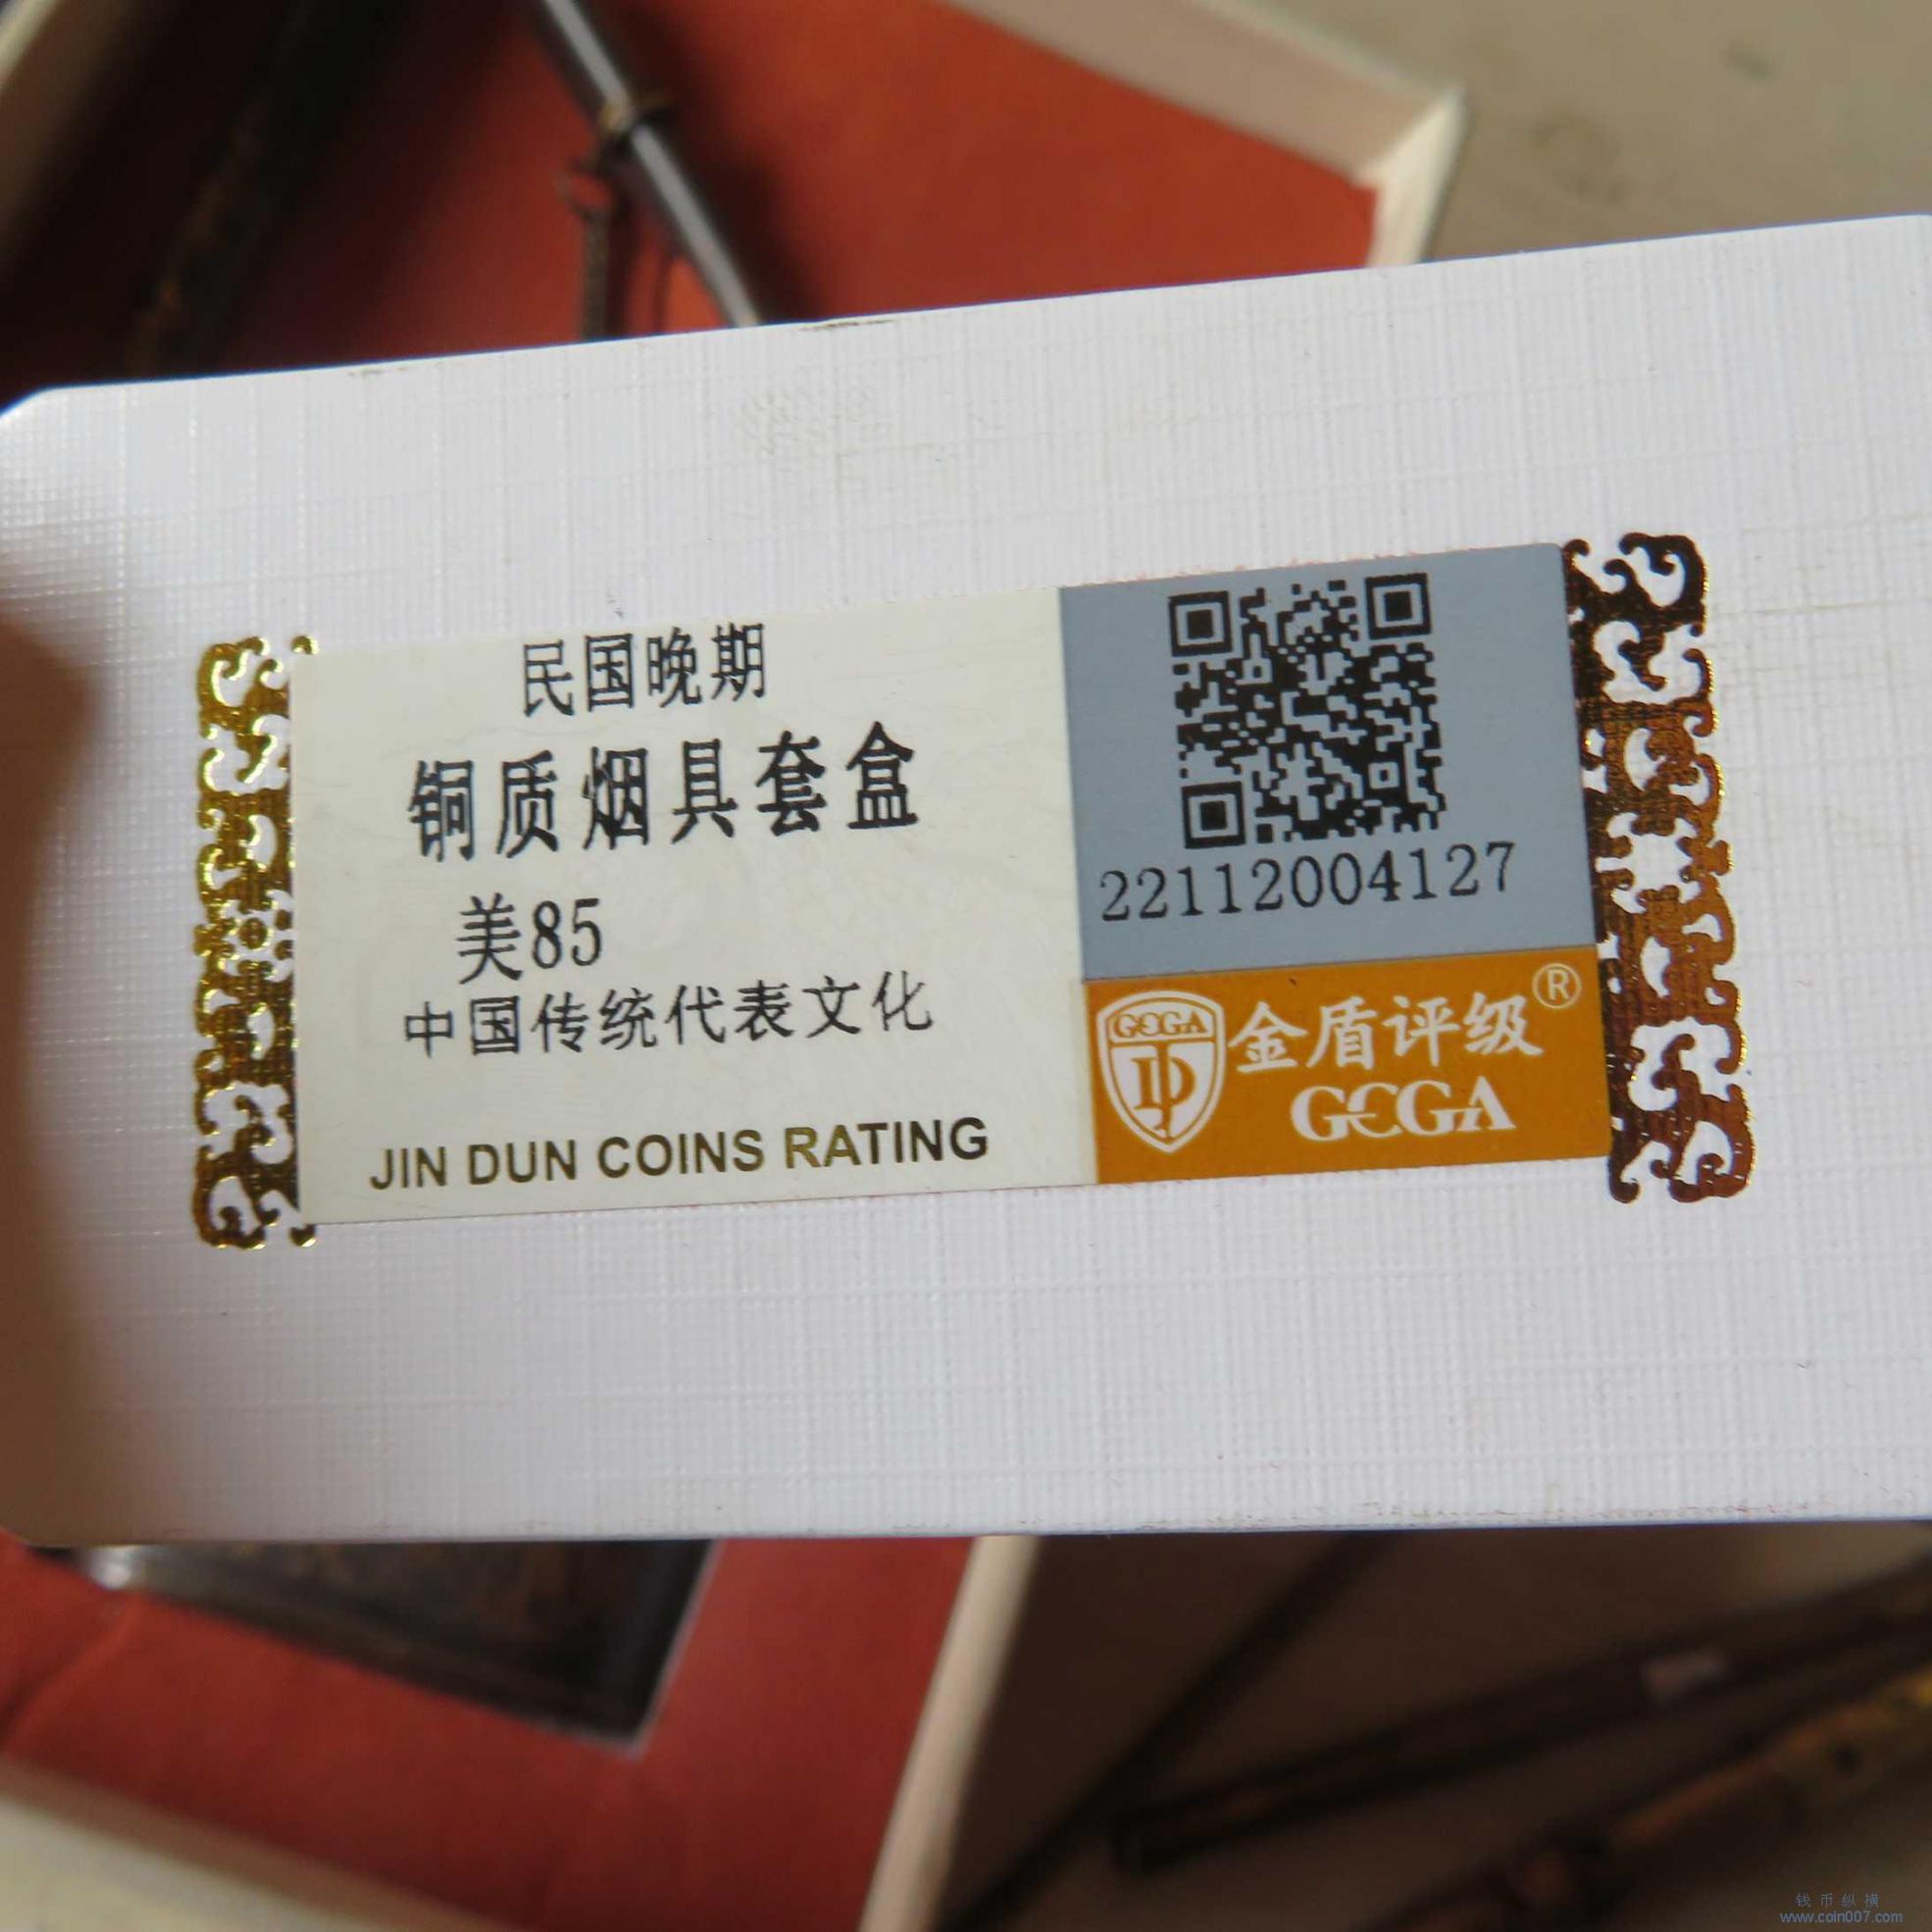 民国晚期
铜质烟具套盒
美85
中国传统代表文化
JIN DUN COINS RATING
22112004127
GCGA
金盾评级®
GCGA
钱币纵横
www.coin007.com